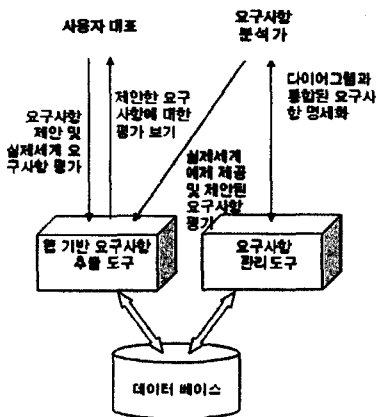 사용자 대표
요구사항
분석가
제안한 요구
사항에 대한
평가 보기
다이어그램과
통합된 요구사
항 명세화
요구사항
제안 및
실제세계 요
구사항 평가
실제세계
예제 제공
및 제안된
요구사항
평가
웹 기반 요구사항
추출 도구
요구사항
관리 도구
데이터 베이스